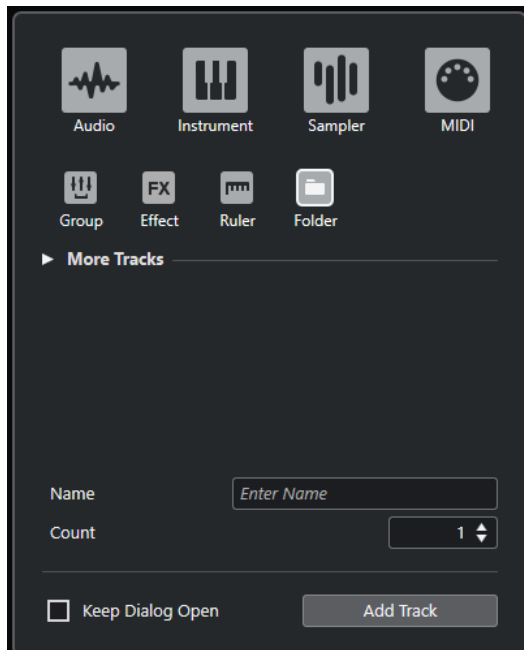 Audio Instrument Sampler MIDI
Group Effect FX Ruler Folder
More Tracks
Name Enter Name
Count 1
Keep Dialog Open Add Track